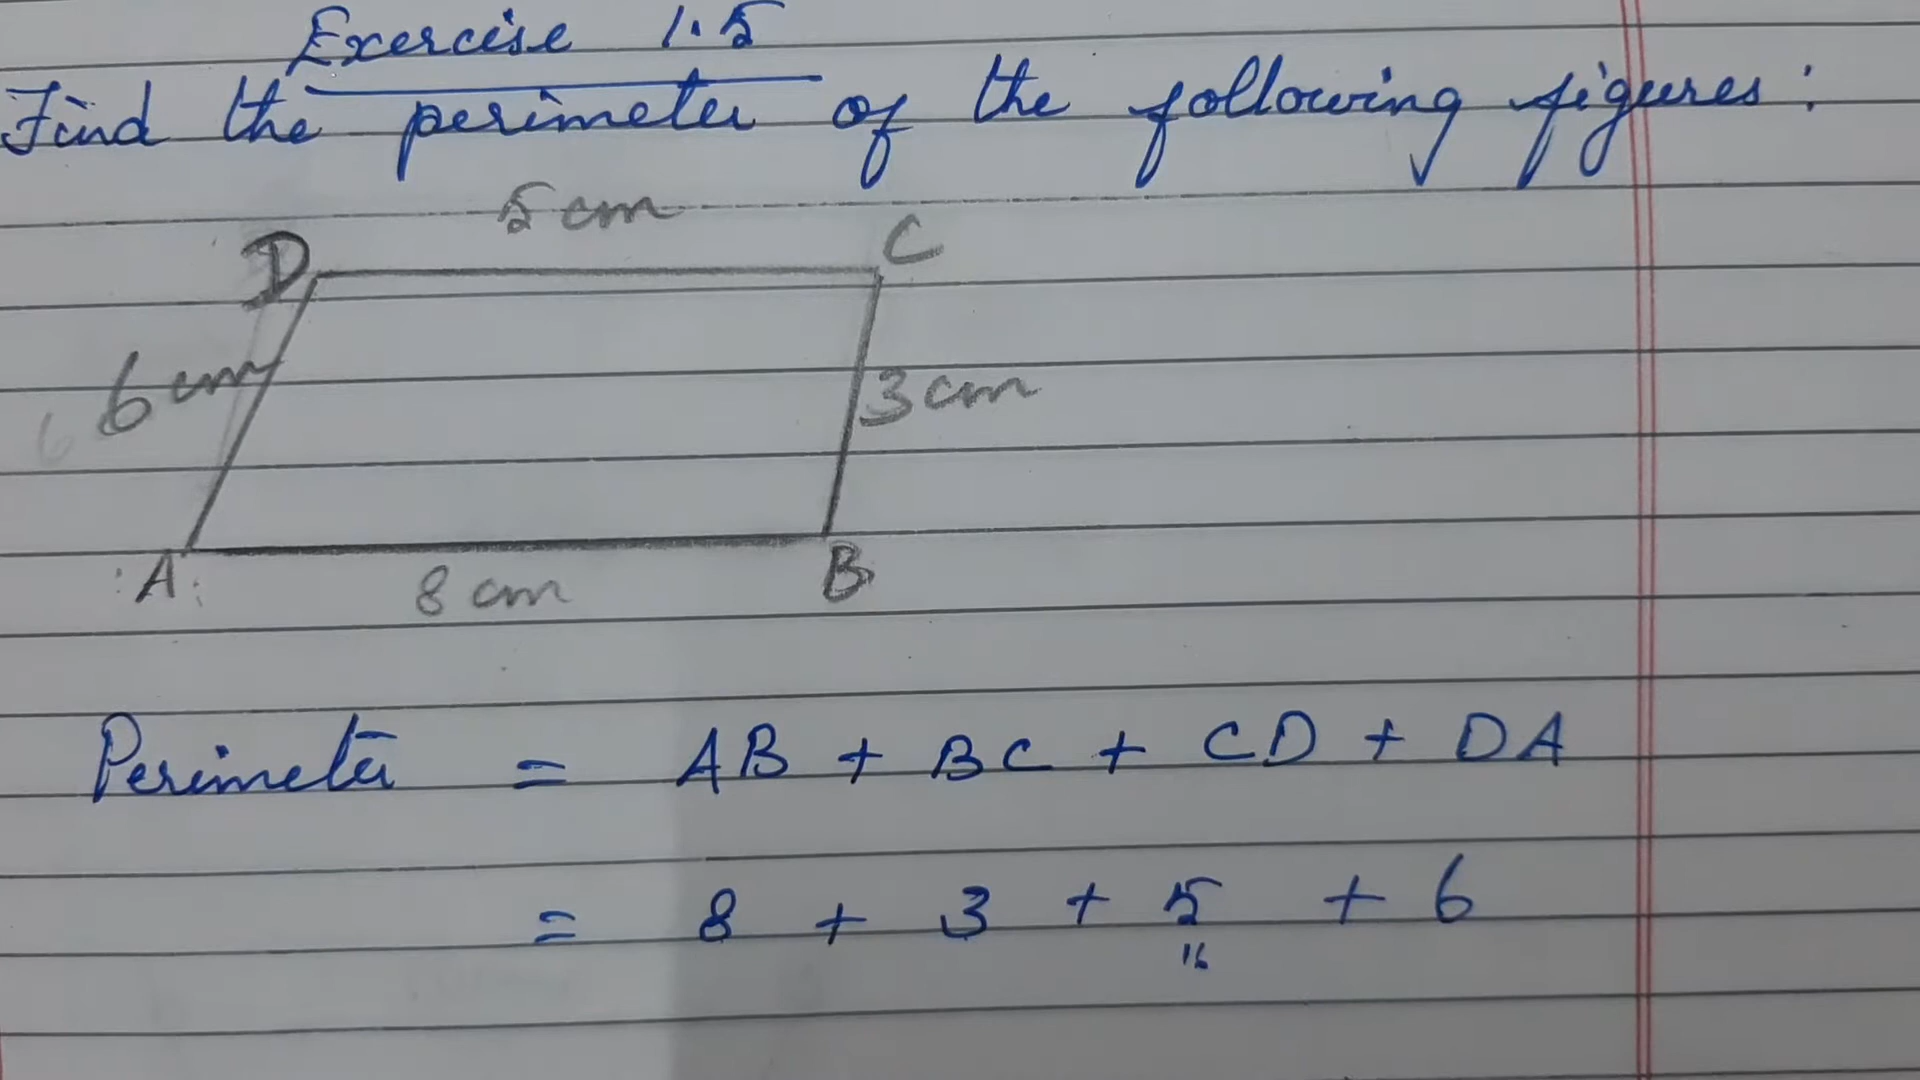 Exercise 1.5
Find the perimeter of the following figures:
5 cm
D C
6 cm 3 cm
A B
8 cm
Perimeter = AB + BC + CD + DA
= 8 + 3 + 5 + 6
16